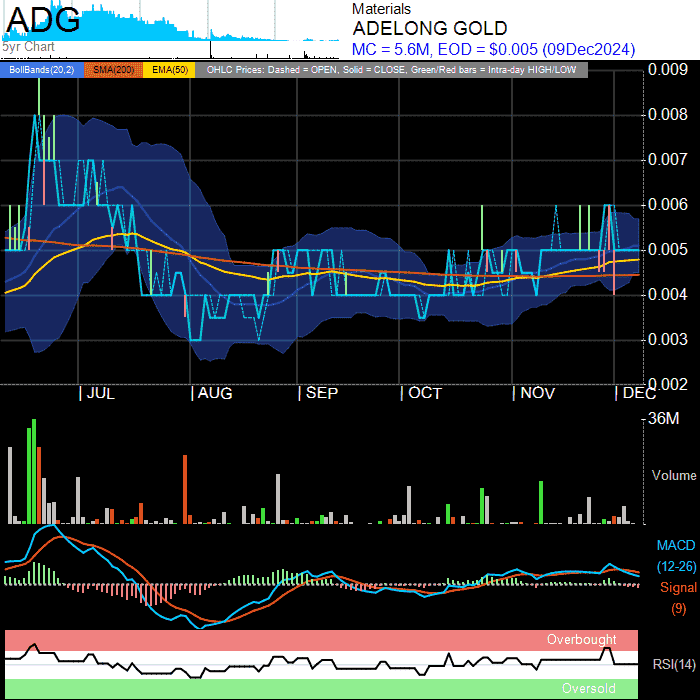 ADG
5yr Chart
Materials
ADELONG GOLD
MC = 5.6M, EOD = $0.005 (09Dec2024)
BollBands(20,2) SMA(200) EMA(50) OHLC Prices: Dashed = OPEN, Solid = CLOSE, Green/Red bars = Intra-day HIGH/LOW
0.009
0.008
0.007
0.006
0.005
0.004
0.003
0.002
JUL AUG SEP OCT NOV DEC
36M
Volume
MACD
(12-26)
Signal
(9)
Overbought
RSI(14)
Oversold